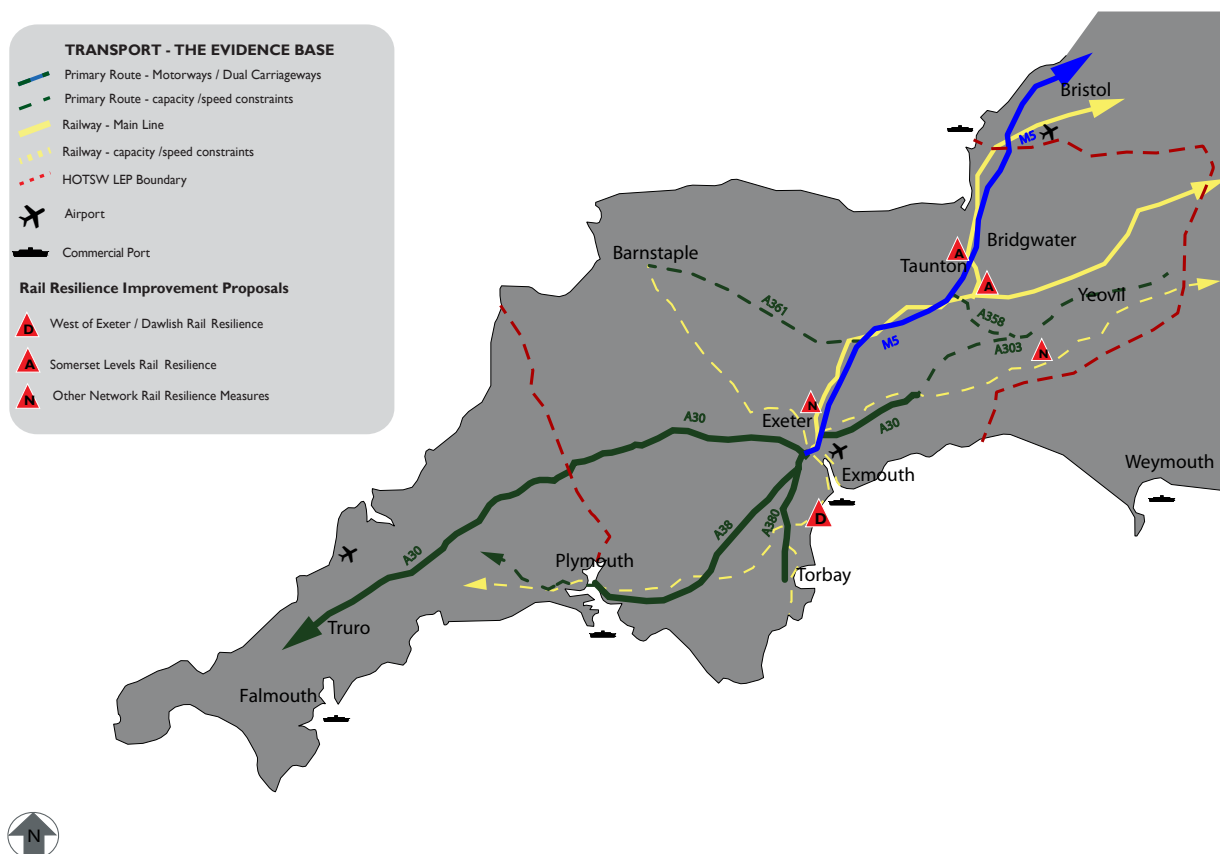 TRANSPORT - THE EVIDENCE BASE
Primary Route - Motorways / Dual Carriageways
Primary Route - capacity /speed constraints
Railway - Main Line
Railway - capacity /speed constraints
HOTSW LEP Boundary
Airport
Commercial Port
Rail Resilience Improvement Proposals
D West of Exeter / Dawlish Rail Resilience
A Somerset Levels Rail Resilience
N Other Network Rail Resilience Measures
Bristol
M5
Barnstaple
Bridgwater
A
Taunton
A
Yeovil
A361
A358
M5
A303
N
N
Exeter
A30
A30
Exmouth
Weymouth
D
A380
A38
A30
Plymouth
Torbay
Truro
Falmouth
N